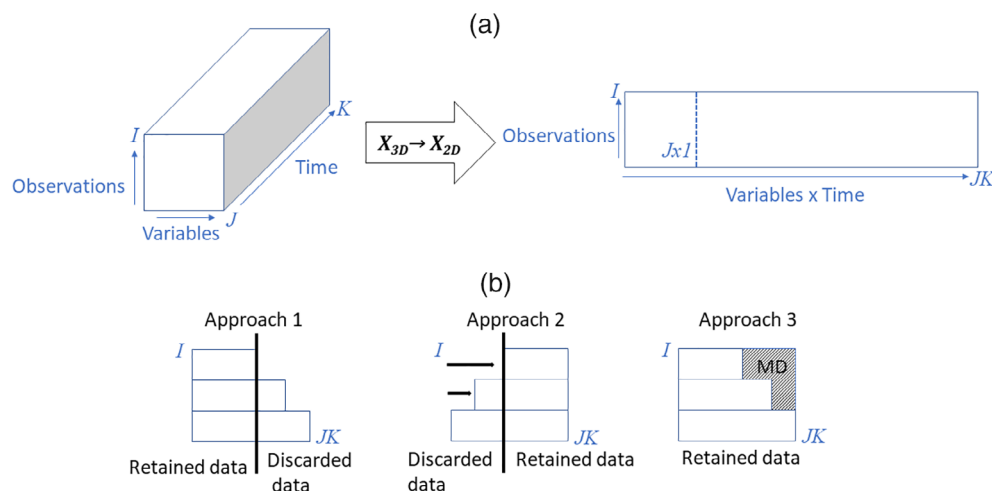 (a)
I
K
X3D→ X2D
I
Observations
Jx1
Observations
Time
J
Variables
JK
Variables x Time
(b)
Approach 1
Approach 2
Approach 3
I
I
I
MD
JK
JK
JK
Retained data
Discarded
data
Discarded
data
Retained data
Retained data